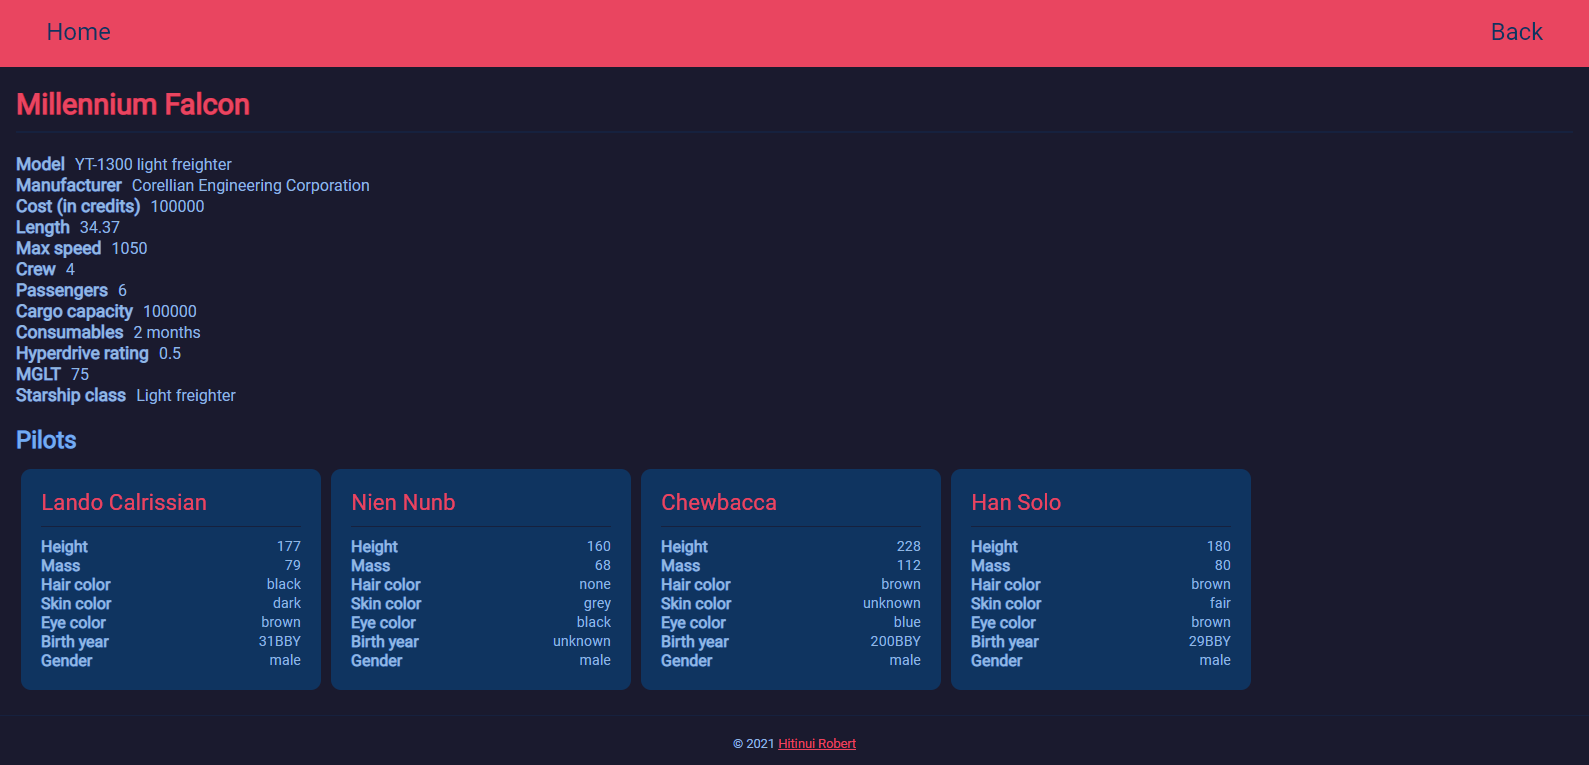 Home Back
Millennium Falcon
Model YT-1300 light freighter
Manufacturer Corellian Engineering Corporation
Cost (in credits) 100000
Length 34.37
Max speed 1050
Crew 4
Passengers 6
Cargo capacity 100000
Consumables 2 months
Hyperdrive rating 0.5
MGLT 75
Starship class Light freighter
Pilots
Lando Calrissian
Height 177
Mass 79
Hair color black
Skin color dark
Eye color brown
Birth year 31BBY
Gender male
Nien Nunb
Height 160
Mass 68
Hair color none
Skin color grey
Eye color black
Birth year unknown
Gender male
Chewbacca
Height 228
Mass 112
Hair color brown
Skin color unknown
Eye color blue
Birth year 200BBY
Gender male
Han Solo
Height 180
Mass 80
Hair color brown
Skin color fair
Eye color brown
Birth year 29BBY
Gender male
© 2021 Hitinui Robert